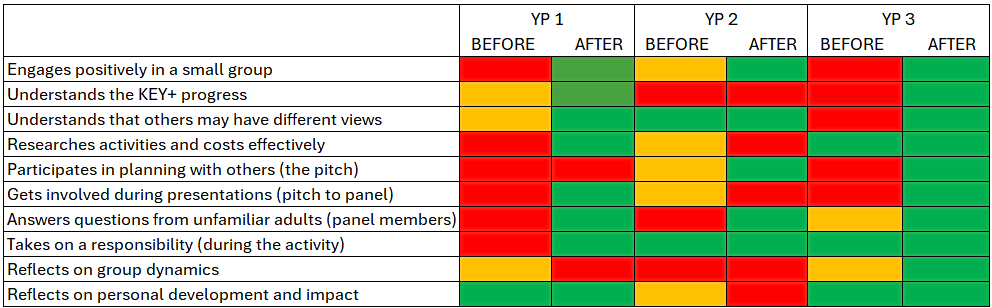 YP 1 YP 2 YP 3
BEFORE AFTER BEFORE AFTER BEFORE AFTER
Engages positively in a small group
Understands the KEY+ progress
Understands that others may have different views
Researches activities and costs effectively
Participates in planning with others (the pitch)
Gets involved during presentations (pitch to panel)
Answers questions from unfamiliar adults (panel members)
Takes on a responsibility (during the activity)
Reflects on group dynamics
Reflects on personal development and impact